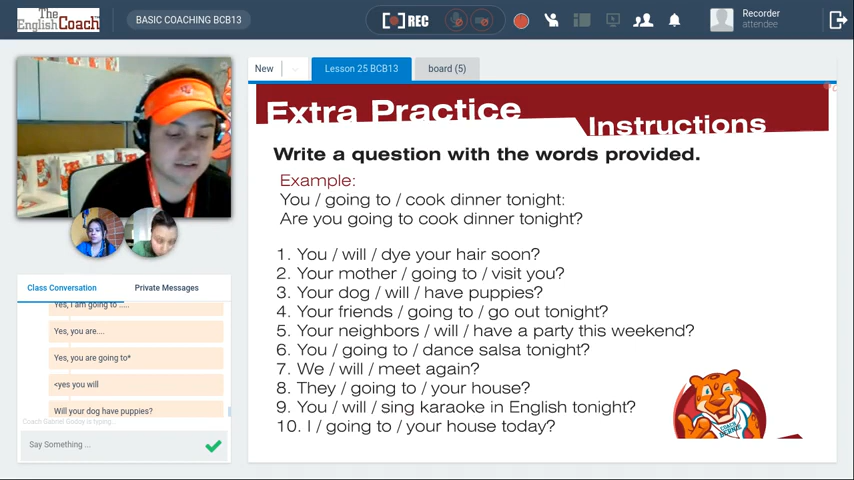 The
EnglishCoach
BASIC COACHING BCB13
REC
Recorder
attendee
New
Lesson 25 BCB13
board (5)
Extra Practice
Instructions
Write a question with the words provided.
Example:
You / going to / cook dinner tonight:
Are you going to cook dinner tonight?
1. You / will / dye your hair soon?
2. Your mother / going to / visit you?
3. Your dog / will / have puppies?
4. Your friends / going to / go out tonight?
5. Your neighbors / will / have a party this weekend?
6. You / going to / dance salsa tonight?
7. We / will / meet again?
8. They / going to / your house?
9. You / will / sing karaoke in English tonight?
10. I / going to / your house today?
COACH
BERNIE
Class Conversation
Private Messages
Yes, I am going to .....
Yes, you are....
Yes, you are going to*
<yes you will
Will your dog have puppies?
Coach Gabriel Godoy is typing...
Say Something ...